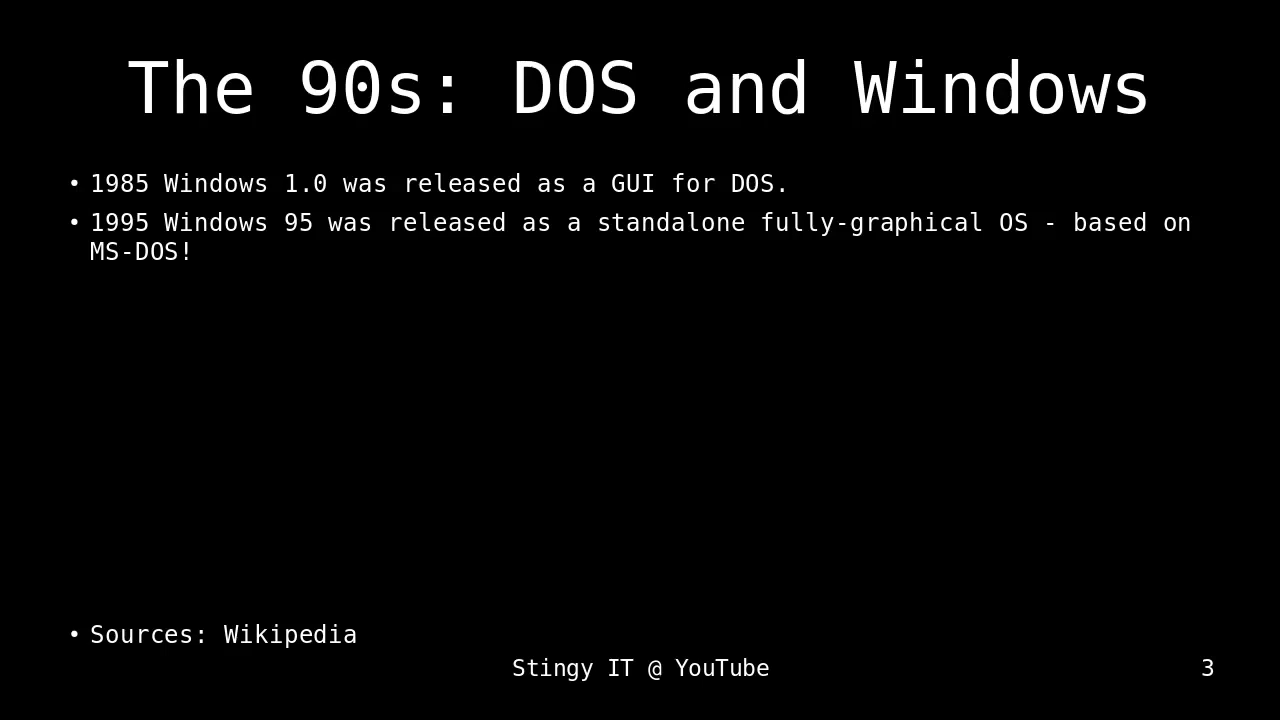 The 90s: DOS and Windows
• 1985 Windows 1.0 was released as a GUI for DOS.
• 1995 Windows 95 was released as a standalone fully-graphical OS - based on
MS-DOS!
• Sources: Wikipedia
Stingy IT @ YouTube
3